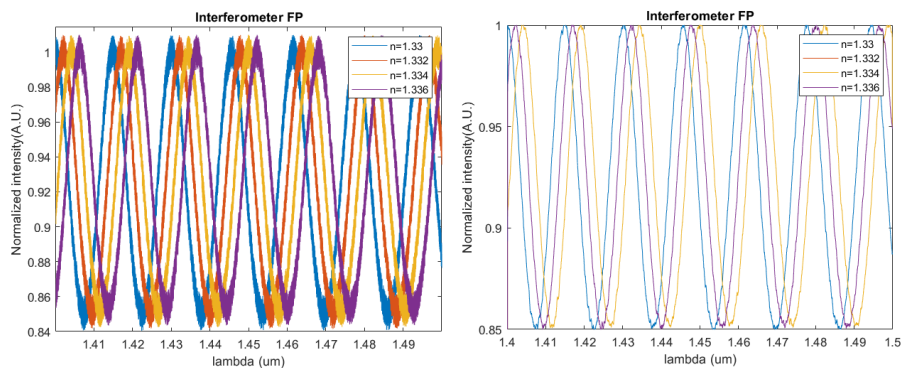 Interferometer FP
n=1.33
n=1.332
n=1.334
n=1.336
1
0.98
0.96
0.94
0.92
0.9
0.88
0.86
0.84
Normalized intensity(A.U.)
1.41 1.42 1.43 1.44 1.45 1.46 1.47 1.48 1.49
lambda (um)
Interferometer FP
n=1.33
n=1.332
n=1.334
n=1.336
1
0.95
0.9
0.85
Normalized intensity(A.U.)
1.4 1.41 1.42 1.43 1.44 1.45 1.46 1.47 1.48 1.49 1.5
lambda (um)